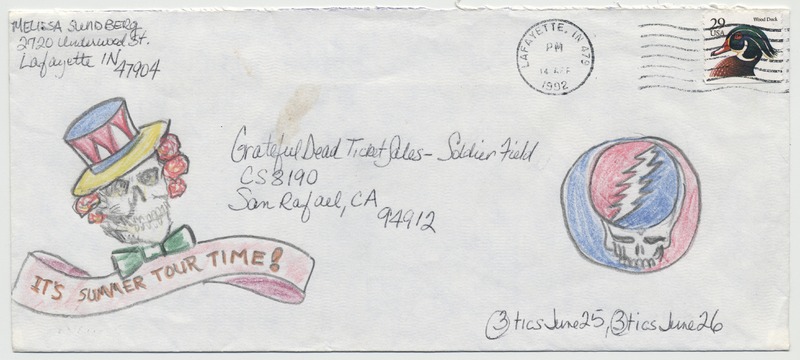 MELISSA SUNDBERG
2720 Underwood St.
Lafayette IN
47904
LAFAYETTE, IN 479
PM
14 APR
1992
29
USA
Wood Duck
Grateful Dead Ticket Sales - Soldier Field
CS 8190
San Rafael, CA
94912
IT'S SUMMER TOUR TIME!
3 tics June 25, 3 tics June 26